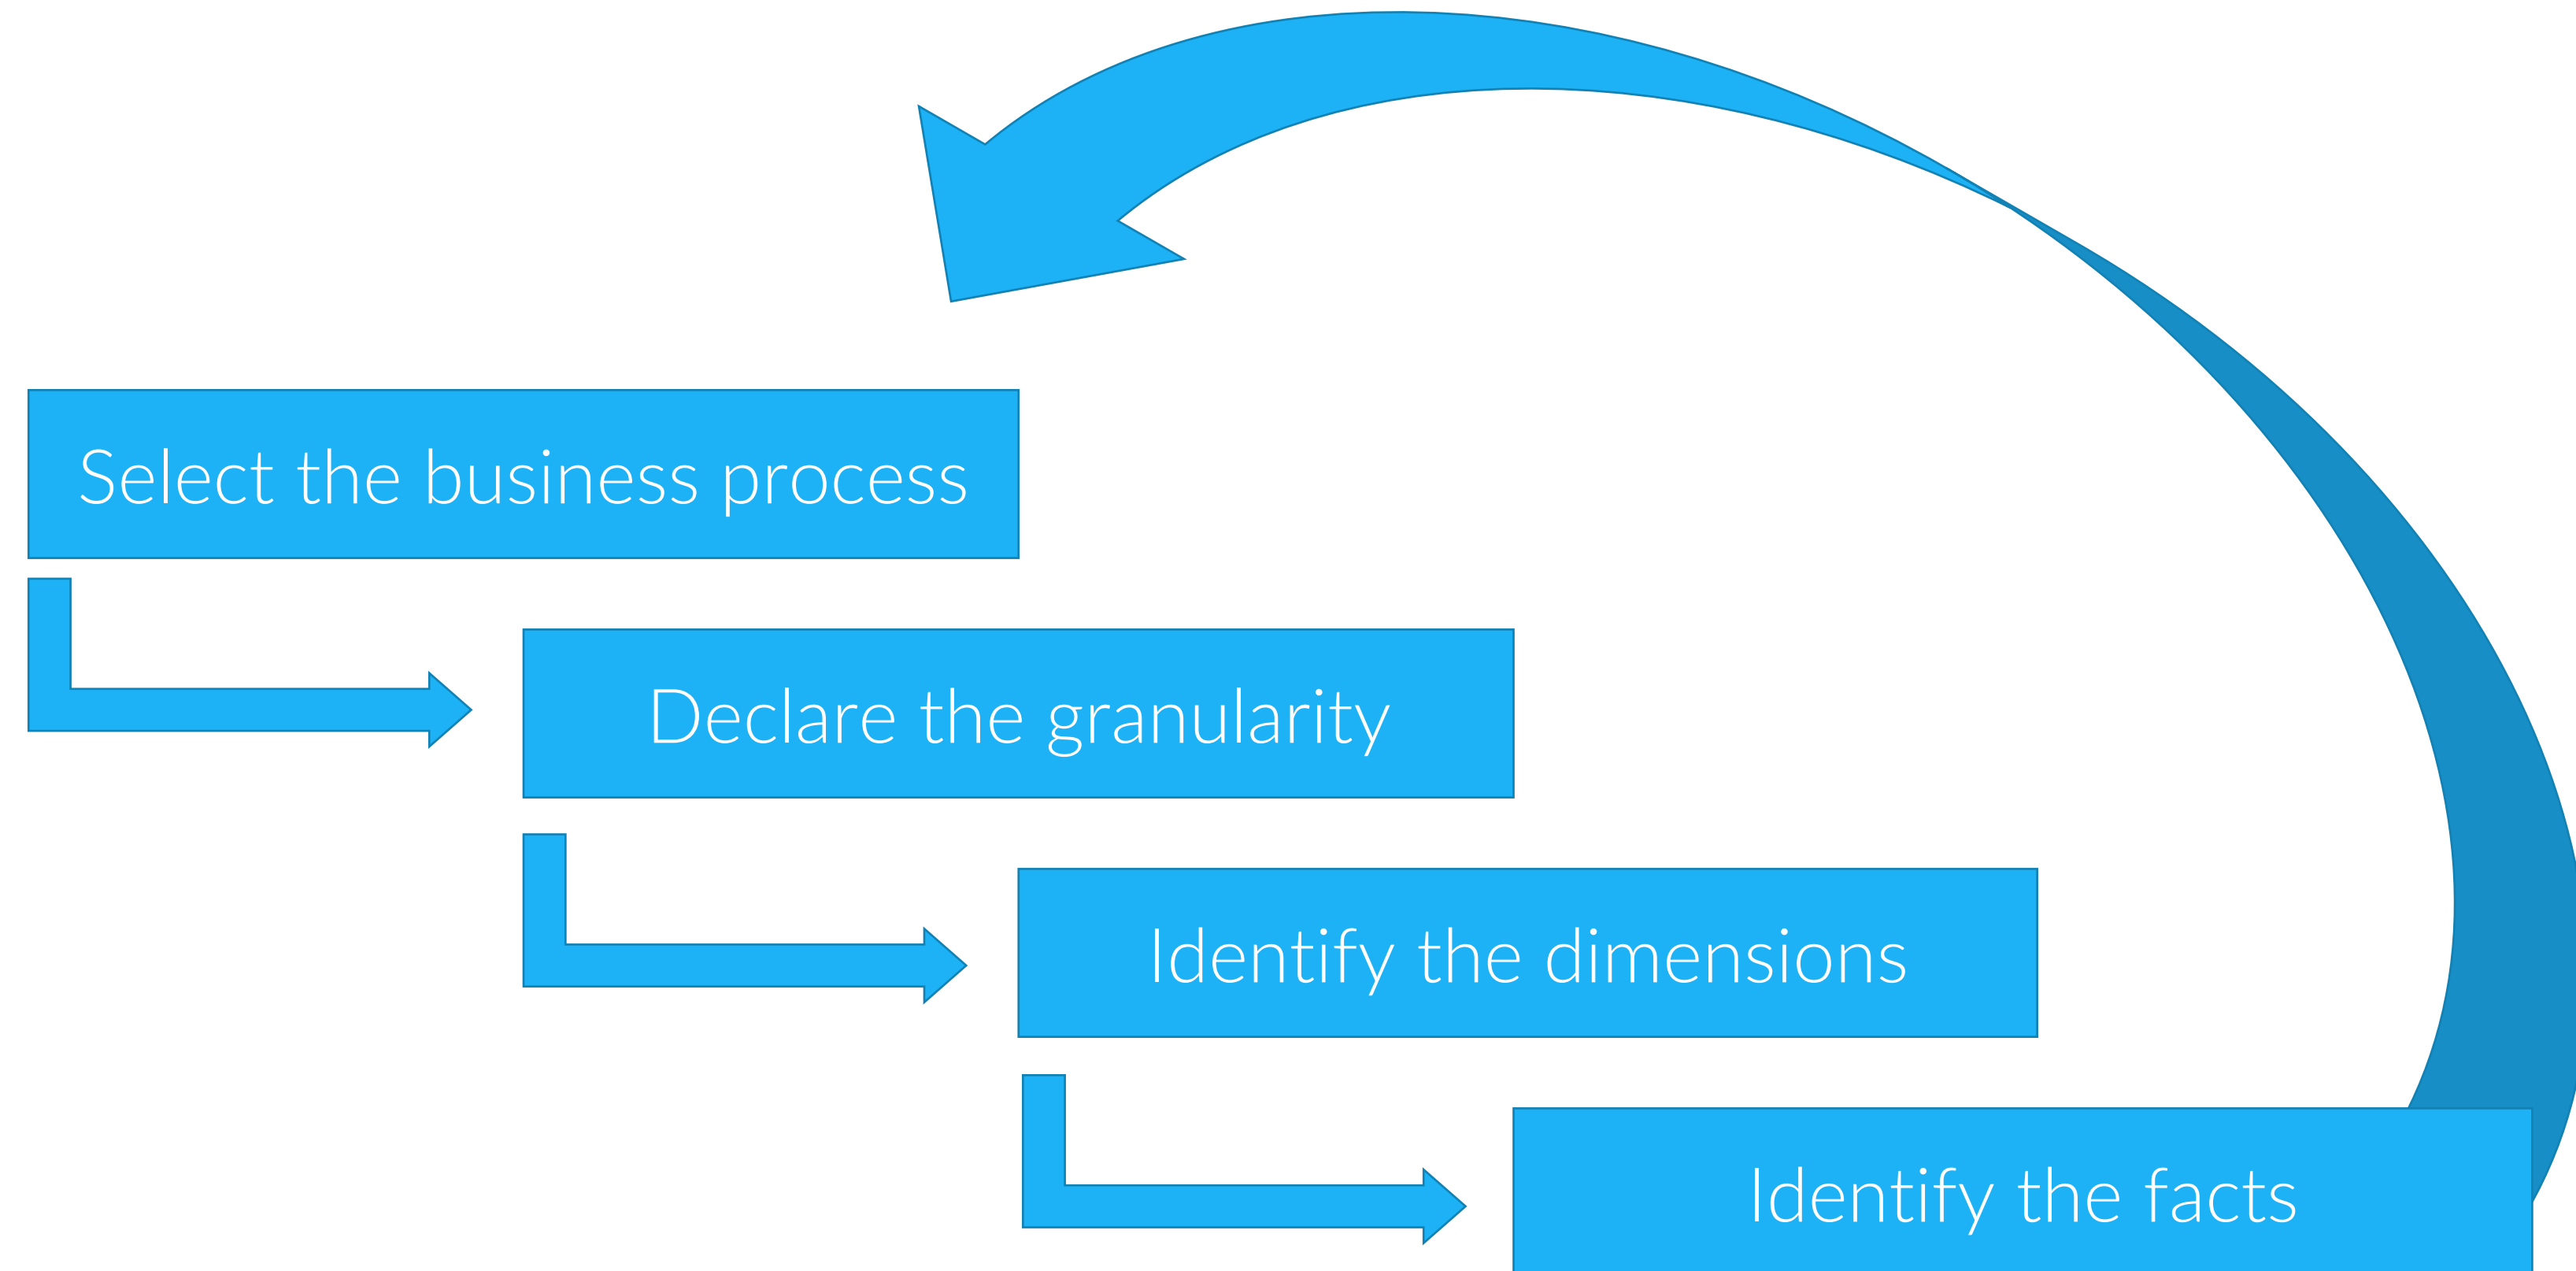 Select the business process
Declare the granularity
Identify the dimensions
Identify the facts